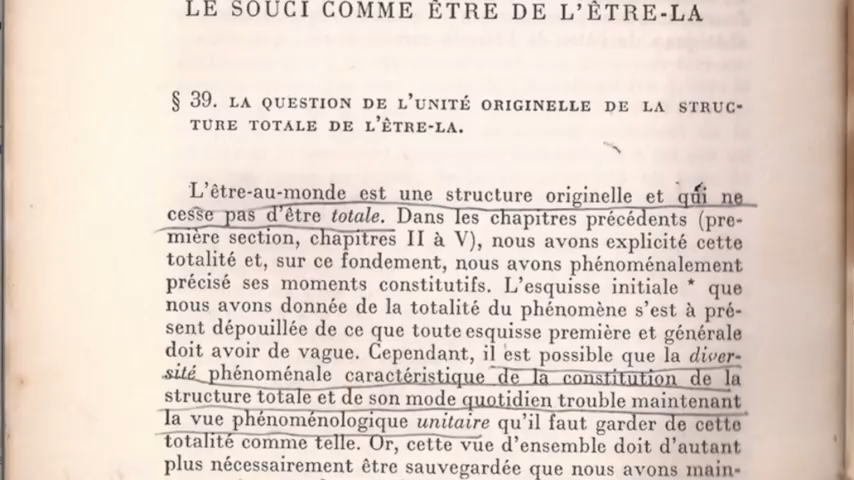 LE SOUCI COMME ÊTRE DE L'ÊTRE-LA
§ 39. LA QUESTION DE L'UNITÉ ORIGINELLE DE LA STRUC-
TURE TOTALE DE L'ÊTRE-LA.
L'être-au-monde est une structure originelle et qui ne
cesse pas d'être totale. Dans les chapitres précédents (pre-
mière section, chapitres II à V), nous avons explicité cette
totalité et, sur ce fondement, nous avons phénoménalement
précisé ses moments constitutifs. L'esquisse initiale * que
nous avons donnée de la totalité du phénomène s'est à pré-
sent dépouillée de ce que toute esquisse première et générale
doit avoir de vague. Cependant, il est possible que la diver-
sité phénoménale caractéristique de la constitution de la
structure totale et de son mode quotidien trouble maintenant
la vue phénoménologique unitaire qu'il faut garder de cette
totalité comme telle. Or, cette vue d'ensemble doit d'autant
plus nécessairement être sauvegardée que nous avons main-